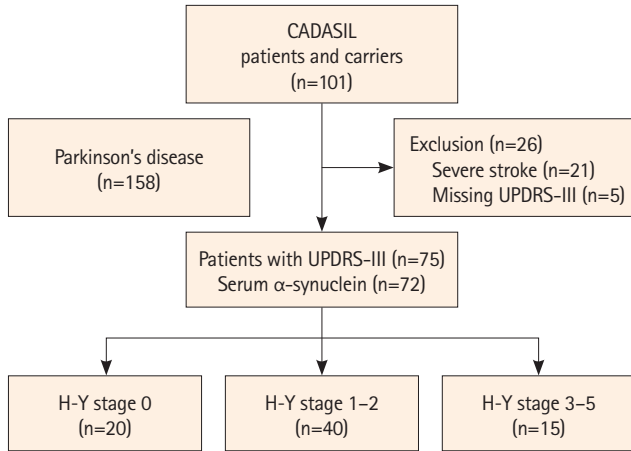 CADASIL
patients and carriers
(n=101)
Parkinson's disease
(n=158)
Exclusion (n=26)
Severe stroke (n=21)
Missing UPDRS-III (n=5)
Patients with UPDRS-III (n=75)
Serum α-synuclein (n=72)
H-Y stage 0
(n=20)
H-Y stage 1–2
(n=40)
H-Y stage 3–5
(n=15)